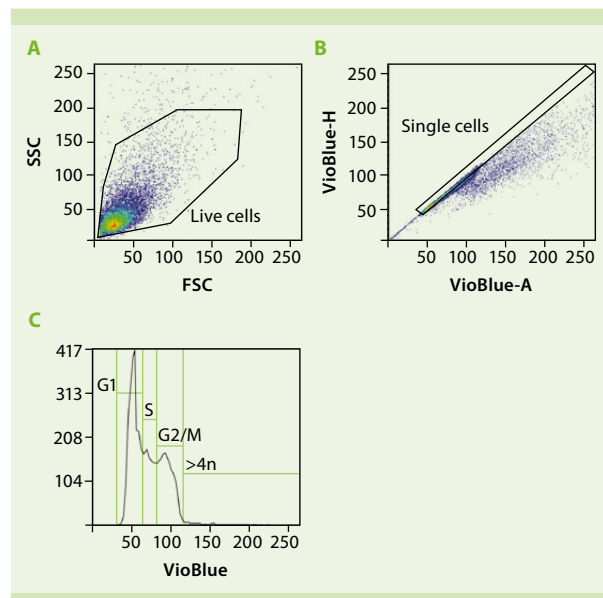 A
250
200
150
100
50
SSC
Live cells
50 100 150 200 250
FSC
B
250
200
150
100
50
VioBlue-H
Single cells
50 100 150 200 250
VioBlue-A
C
417
313
208
104
G1
S
G2/M
>4n
50 100 150 200 250
VioBlue